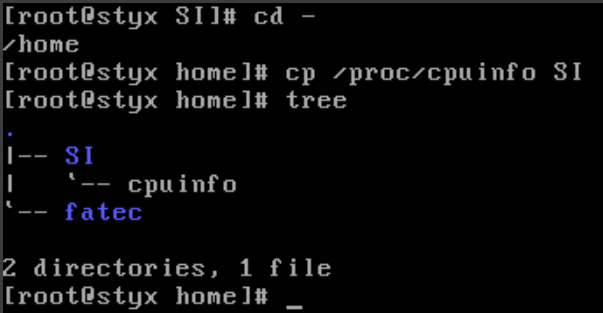 [root@styx SI]# cd -
/home
[root@styx home]# cp /proc/cpuinfo SI
[root@styx home]# tree
.
|-- SI
|   `-- cpuinfo
`-- fatec

2 directories, 1 file
[root@styx home]# _